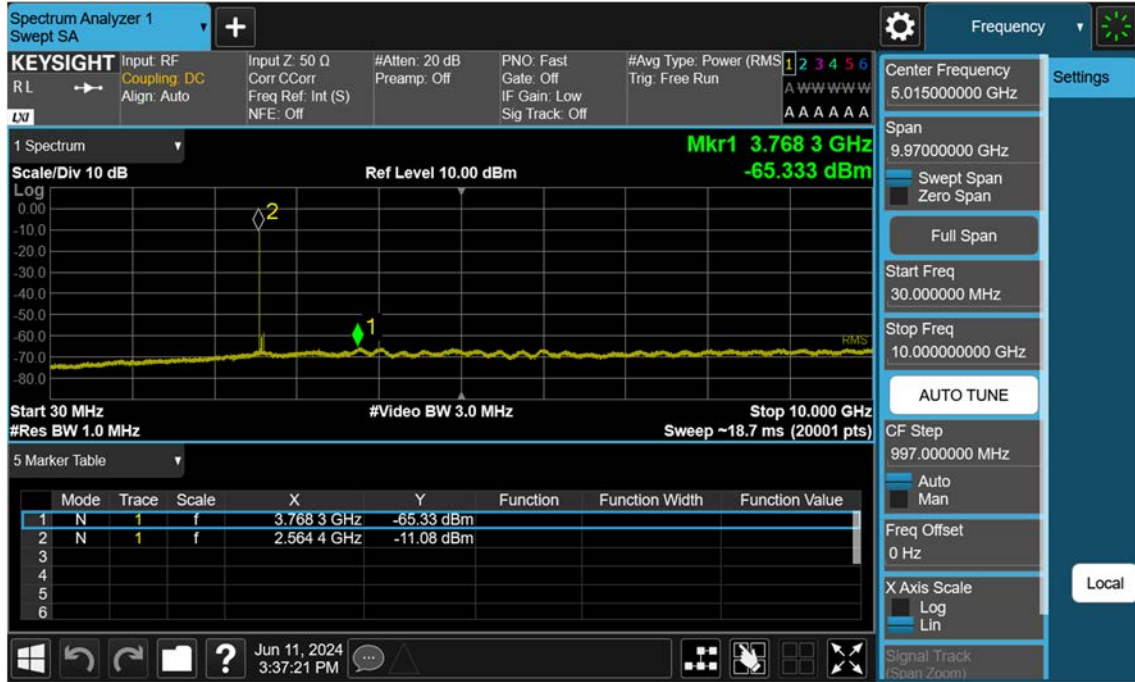 Spectrum Analyzer 1
Swept SA
Frequency
KEYSIGHT
R L
LXI
Input: RF
Coupling: DC
Align: Auto
Input Z: 50 Ω
Corr CCorr
Freq Ref: Int (S)
NFE: Off
#Atten: 20 dB
Preamp: Off
PNO: Fast
Gate: Off
IF Gain: Low
Sig Track: Off
#Avg Type: Power (RMS
Trig: Free Run
1 2 3 4 5 6
A W W W W W
A A A A A A
1 Spectrum
Mkr1 3.768 3 GHz
-65.333 dBm
Scale/Div 10 dB
Ref Level 10.00 dBm
Log
0.00
-10.0
-20.0
-30.0
-40.0
-50.0
-60.0
-70.0
-80.0
2
1
RMS
Start 30 MHz
#Video BW 3.0 MHz
Stop 10.000 GHz
#Res BW 1.0 MHz
Sweep ~18.7 ms (20001 pts)
5 Marker Table
Mode Trace Scale X Y Function Function Width Function Value
1 N 1 f 3.768 3 GHz -65.33 dBm
2 N 1 f 2.564 4 GHz -11.08 dBm
3
4
5
6
Jun 11, 2024
3:37:21 PM
Center Frequency
5.015000000 GHz
Settings
Span
9.97000000 GHz
Swept Span
Zero Span
Full Span
Start Freq
30.000000 MHz
Stop Freq
10.000000000 GHz
AUTO TUNE
CF Step
997.000000 MHz
Auto
Man
Freq Offset
0 Hz
X Axis Scale
Log
Lin
Local
Signal Track
(Span Zoom)